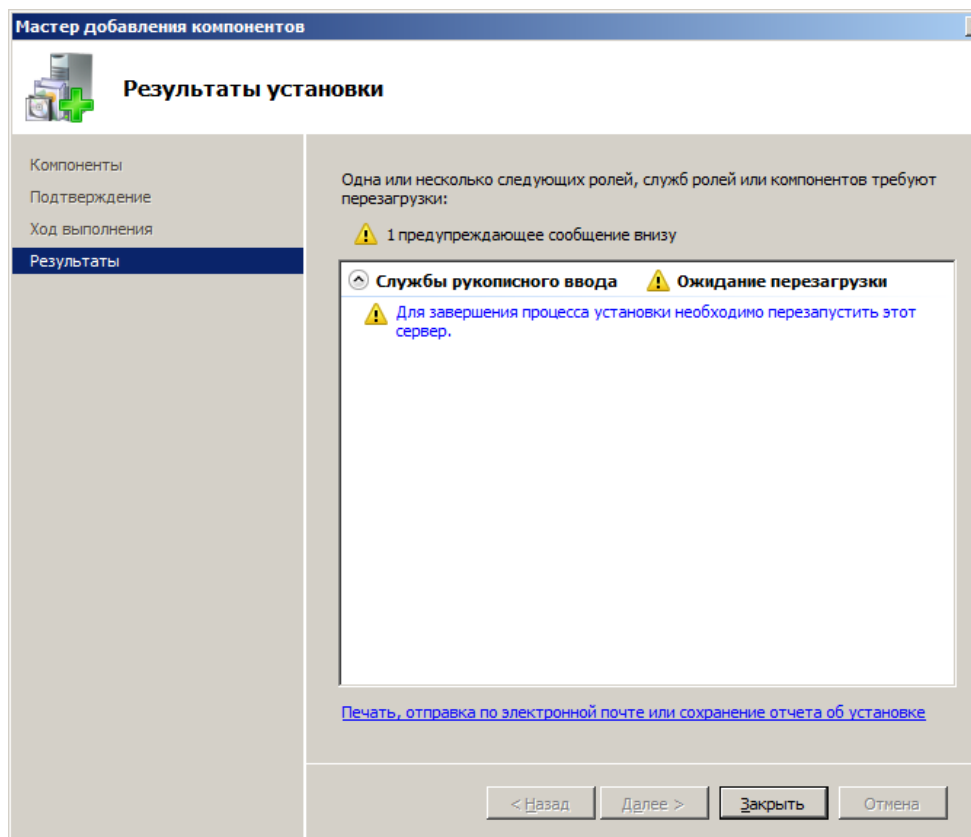 Мастер добавления компонентов
Результаты установки
Компоненты
Подтверждение
Ход выполнения
Результаты
Одна или несколько следующих ролей, служб ролей или компонентов требуют
перезагрузки:
1 предупреждающее сообщение внизу
Службы рукописного ввода Ожидание перезагрузки
Для завершения процесса установки необходимо перезапустить этот
сервер.
Печать, отправка по электронной почте или сохранение отчета об установке
< Назад Далее > Закрыть Отмена